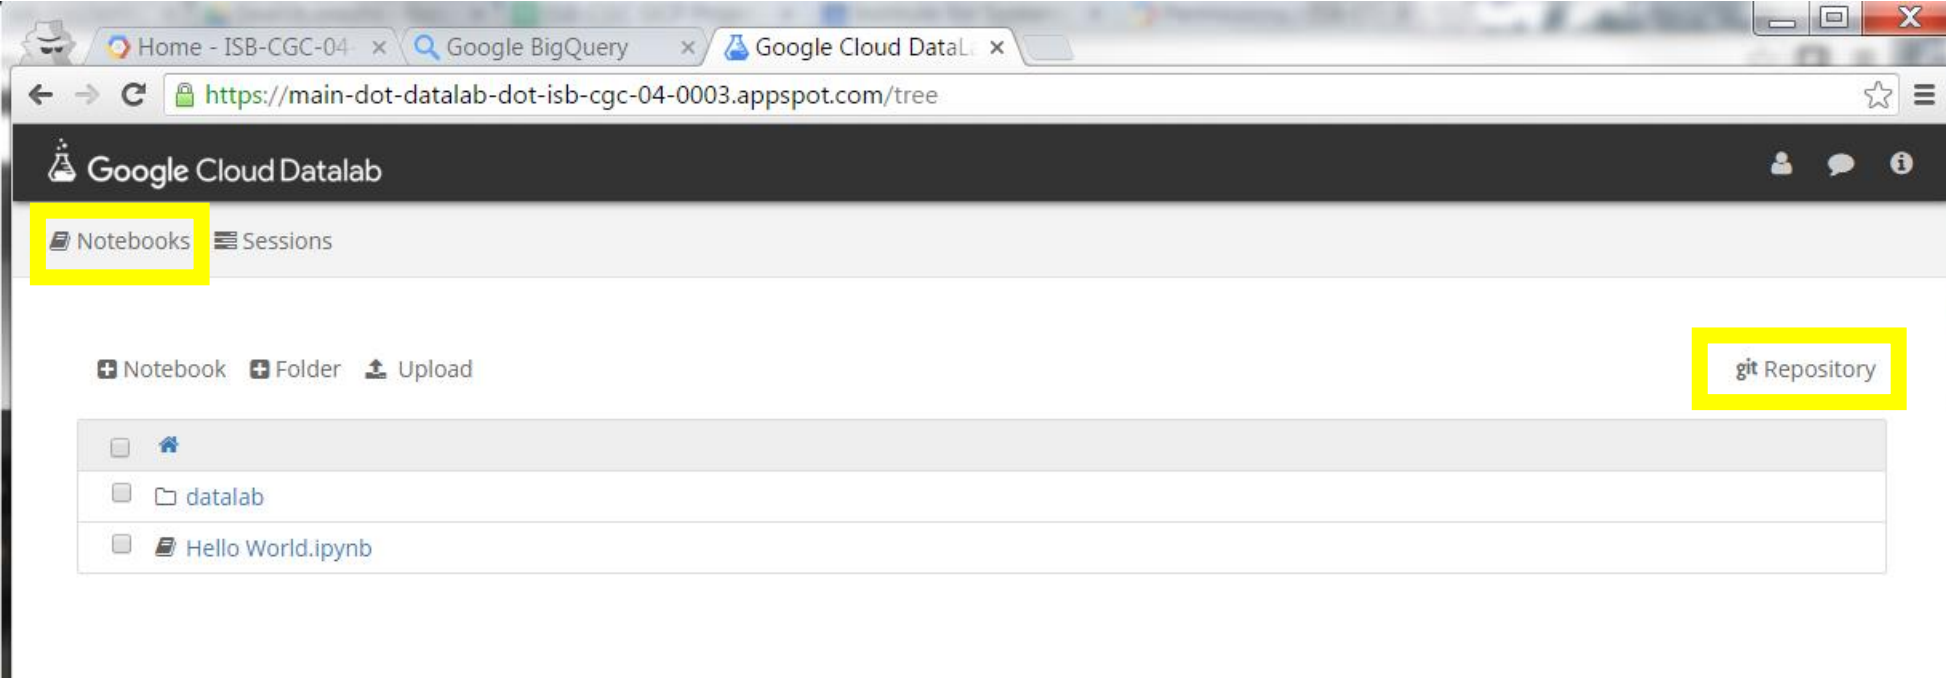 Home - ISB-CGC-04- Google BigQuery Google Cloud DataLa
https://main-dot-datalab-dot-isb-cgc-04-0003.appspot.com/tree
Google Cloud Datalab
Notebooks Sessions
Notebook Folder Upload git Repository
datalab
Hello World.ipynb